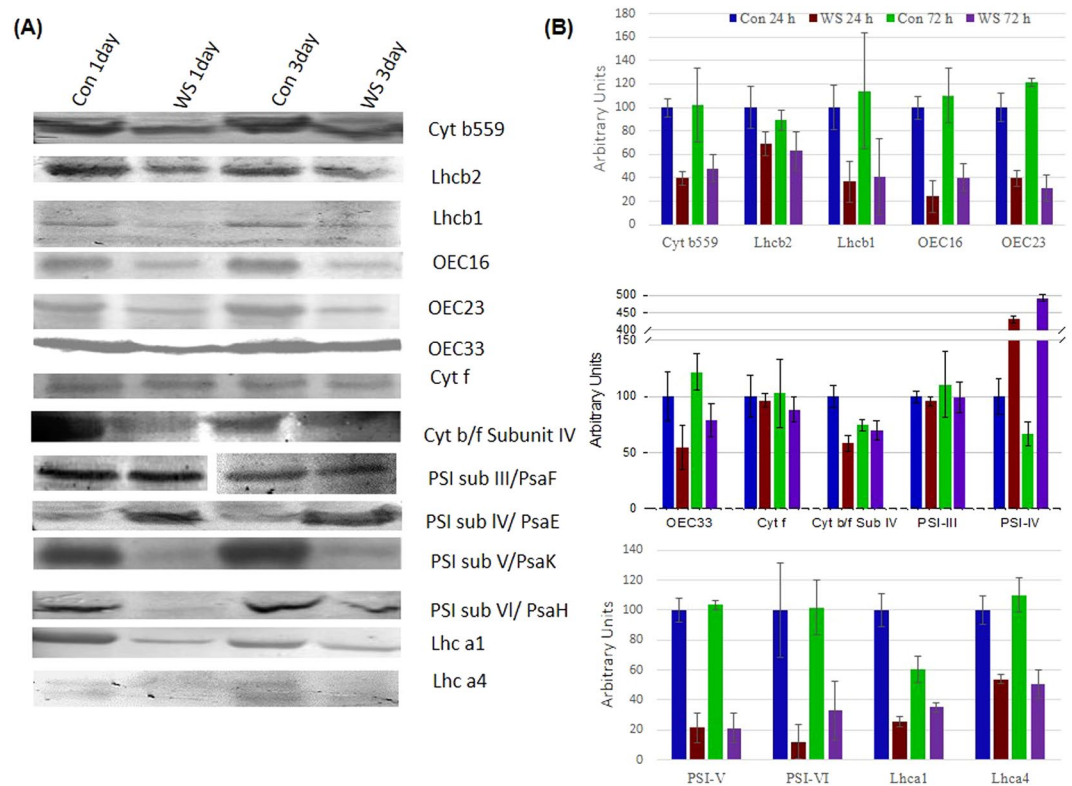 (A)
Con 1day
WS 1day
Con 3day
WS 3day
Cyt b559
Lhcb2
Lhcb1
OEC16
OEC23
OEC33
Cyt f
Cyt b/f Subunit IV
PSI sub III/PsaF
PSI sub lV/ PsaE
PSI sub V/PsaK
PSI sub Vl/ PsaH
Lhc a1
Lhc a4
(B)
Con 24 h WS 24 h Con 72 h WS 72 h
Arbitrary Units
180
160
140
120
100
80
60
40
20
0
Cyt b559 Lhcb2 Lhcb1 OEC16 OEC23
Arbitrary Units
500
450
400
150
100
50
0
OEC33 Cyt f Cyt b/f Sub IV PSI-III PSI-IV
Arbitrary Units
140
120
100
80
60
40
20
0
PSI-V PSI-VI Lhca1 Lhca4